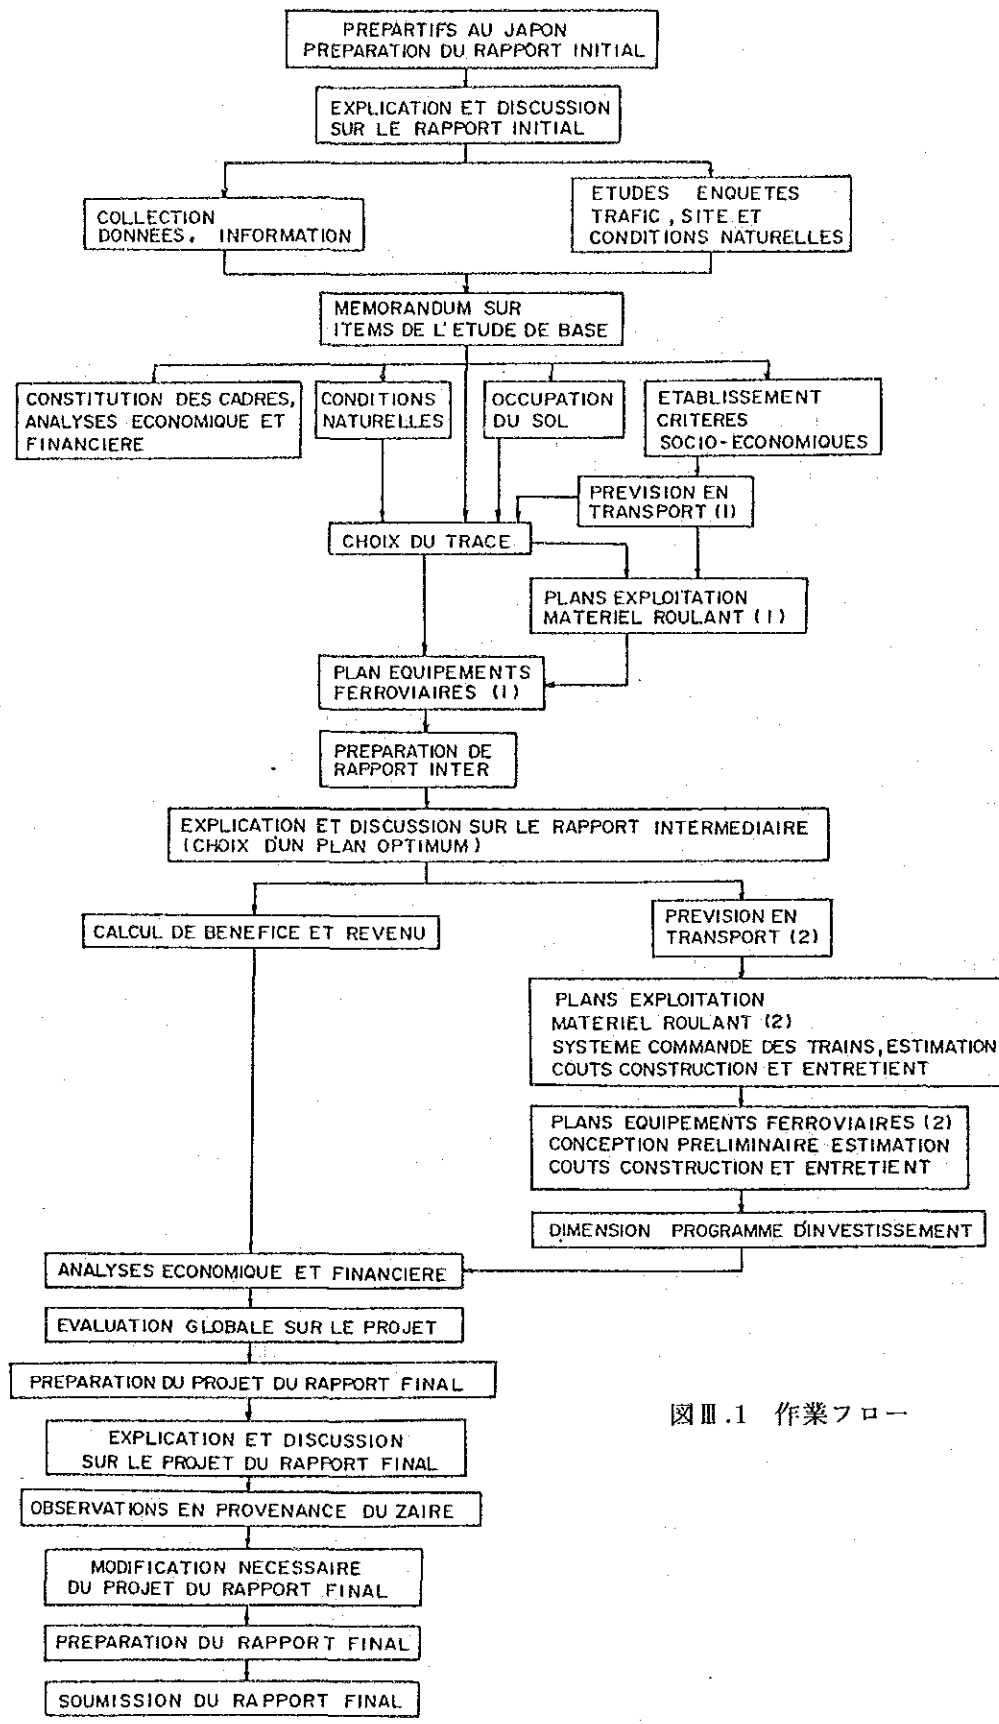 PREPARTIFS AU JAPON
PREPARATION DU RAPPORT INITIAL
EXPLICATION ET DISCUSSION
SUR LE RAPPORT INITIAL
COLLECTION
DONNÉES, INFORMATION
ETUDES ENQUETES
TRAFIC, SITE ET
CONDITIONS NATURELLES
MEMORANDUM SUR
ITEMS DE L'ETUDE DE BASE
CONSTITUTION DES CADRES,
ANALYSES ECONOMIQUE ET
FINANCIERE
CONDITIONS
NATURELLES
OCCUPATION
DU SOL
ETABLISSEMENT
CRITERES
SOCIO-ECONOMIQUES
PREVISION EN
TRANSPORT (1)
CHOIX DU TRACE
PLANS EXPLOITATION
MATERIEL ROULANT (1)
PLAN EQUIPEMENTS
FERROVIAIRES (1)
PREPARATION DE
RAPPORT INTER
EXPLICATION ET DISCUSSION SUR LE RAPPORT INTERMEDIAIRE
(CHOIX D'UN PLAN OPTIMUM)
CALCUL DE BENEFICE ET REVENU
PREVISION EN
TRANSPORT (2)
PLANS EXPLOITATION
MATERIEL ROULANT (2)
SYSTEME COMMANDE DES TRAINS, ESTIMATION
COUTS CONSTRUCTION ET ENTRETIENT
PLANS EQUIPEMENTS FERROVIAIRES (2)
CONCEPTION PRELIMINAIRE ESTIMATION
COUTS CONSTRUCTION ET ENTRETIENT
DIMENSION PROGRAMME D'INVESTISSEMENT
ANALYSES ECONOMIQUE ET FINANCIERE
EVALUATION GLOBALE SUR LE PROJET
PREPARATION DU PROJET DU RAPPORT FINAL
EXPLICATION ET DISCUSSION
SUR LE PROJET DU RAPPORT FINAL
OBSERVATIONS EN PROVENANCE DU ZAIRE
MODIFICATION NECESSAIRE
DU PROJET DU RAPPORT FINAL
PREPARATION DU RAPPORT FINAL
SOUMISSION DU RAPPORT FINAL
図Ⅲ.1 作業フロー